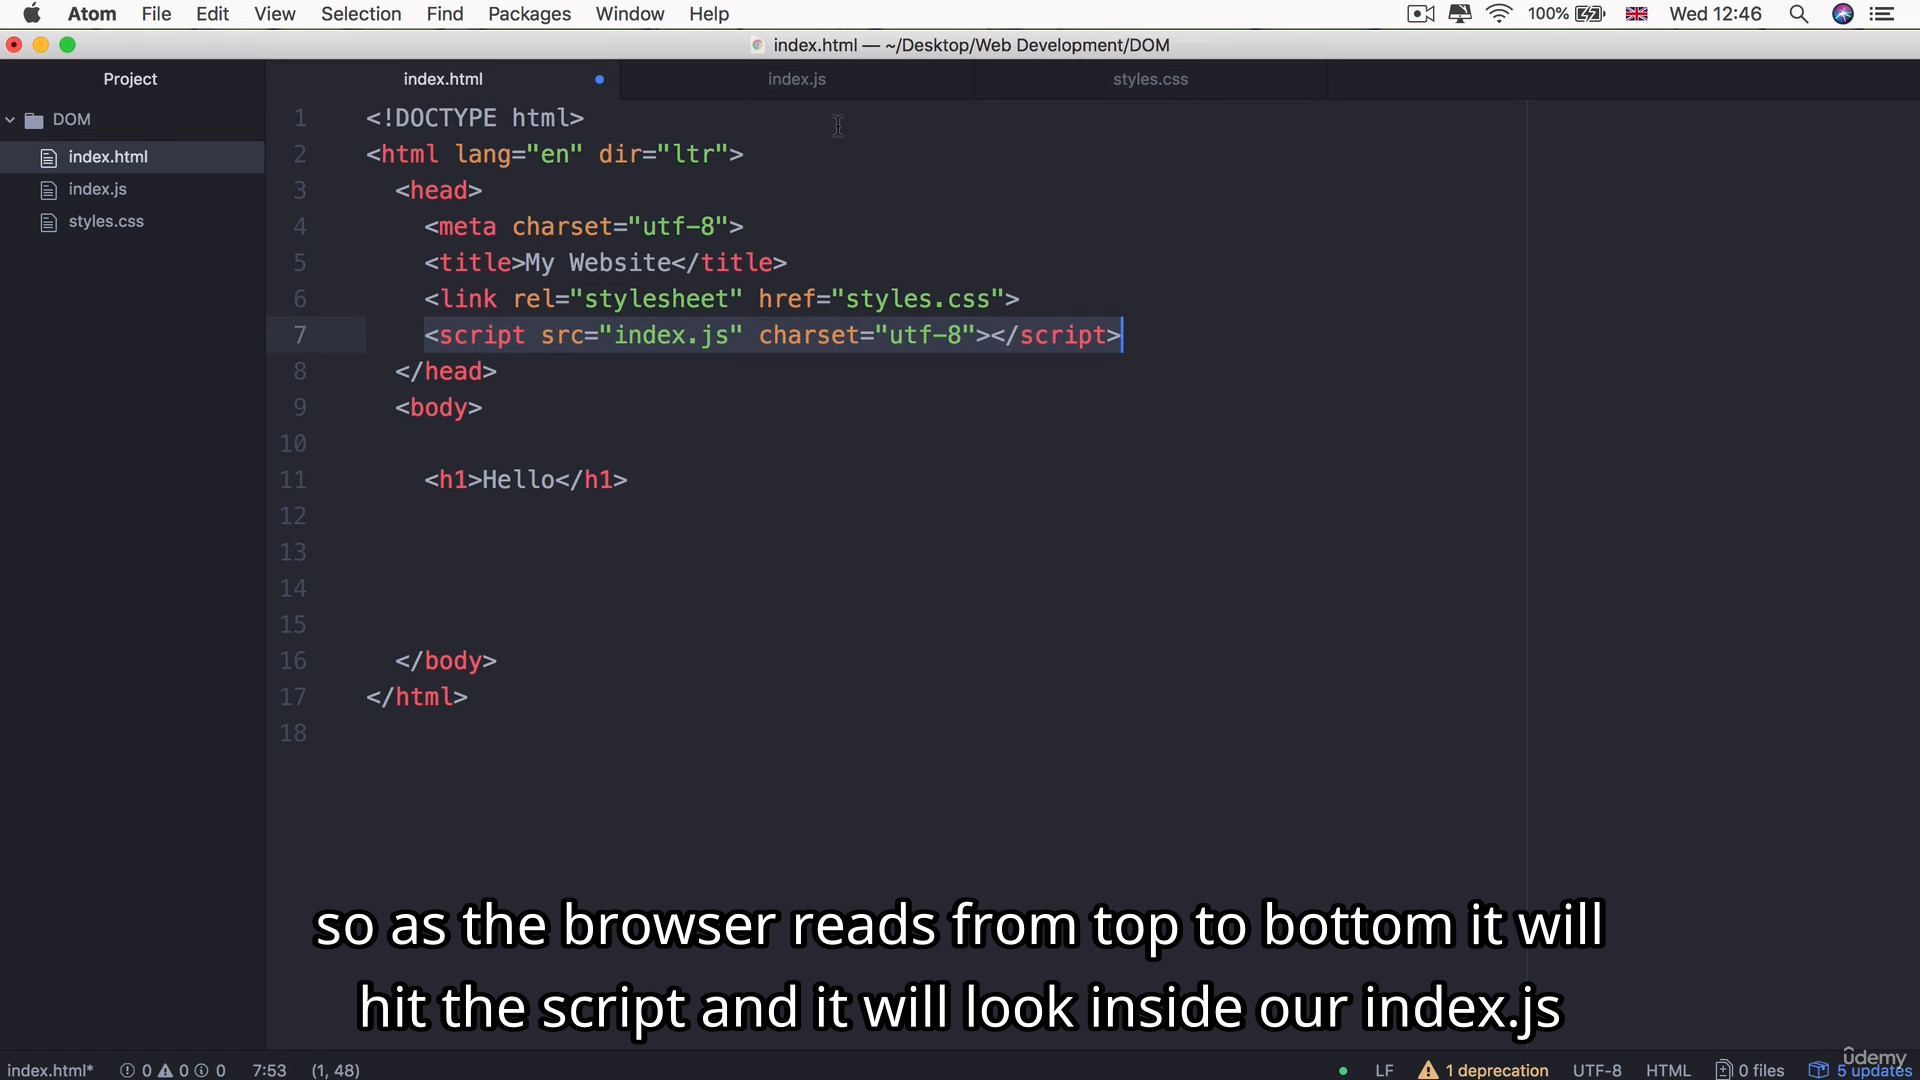 Atom File Edit View Selection Find Packages Window Help 100% Wed 12:46
index.html — ~/Desktop/Web Development/DOM
Project index.html index.js styles.css
DOM
index.html
index.js
styles.css
1 <!DOCTYPE html>
2 <html lang="en" dir="ltr">
3 <head>
4 <meta charset="utf-8">
5 <title>My Website</title>
6 <link rel="stylesheet" href="styles.css">
7 <script src="index.js" charset="utf-8"></script>
8 </head>
9 <body>
10
11 <h1>Hello</h1>
12
13
14
15
16 </body>
17 </html>
18
so as the browser reads from top to bottom it will
hit the script and it will look inside our index.js
index.html* 0 0 0 7:53 (1, 48) LF 1 deprecation UTF-8 HTML 0 files 5 updates
ûdemy